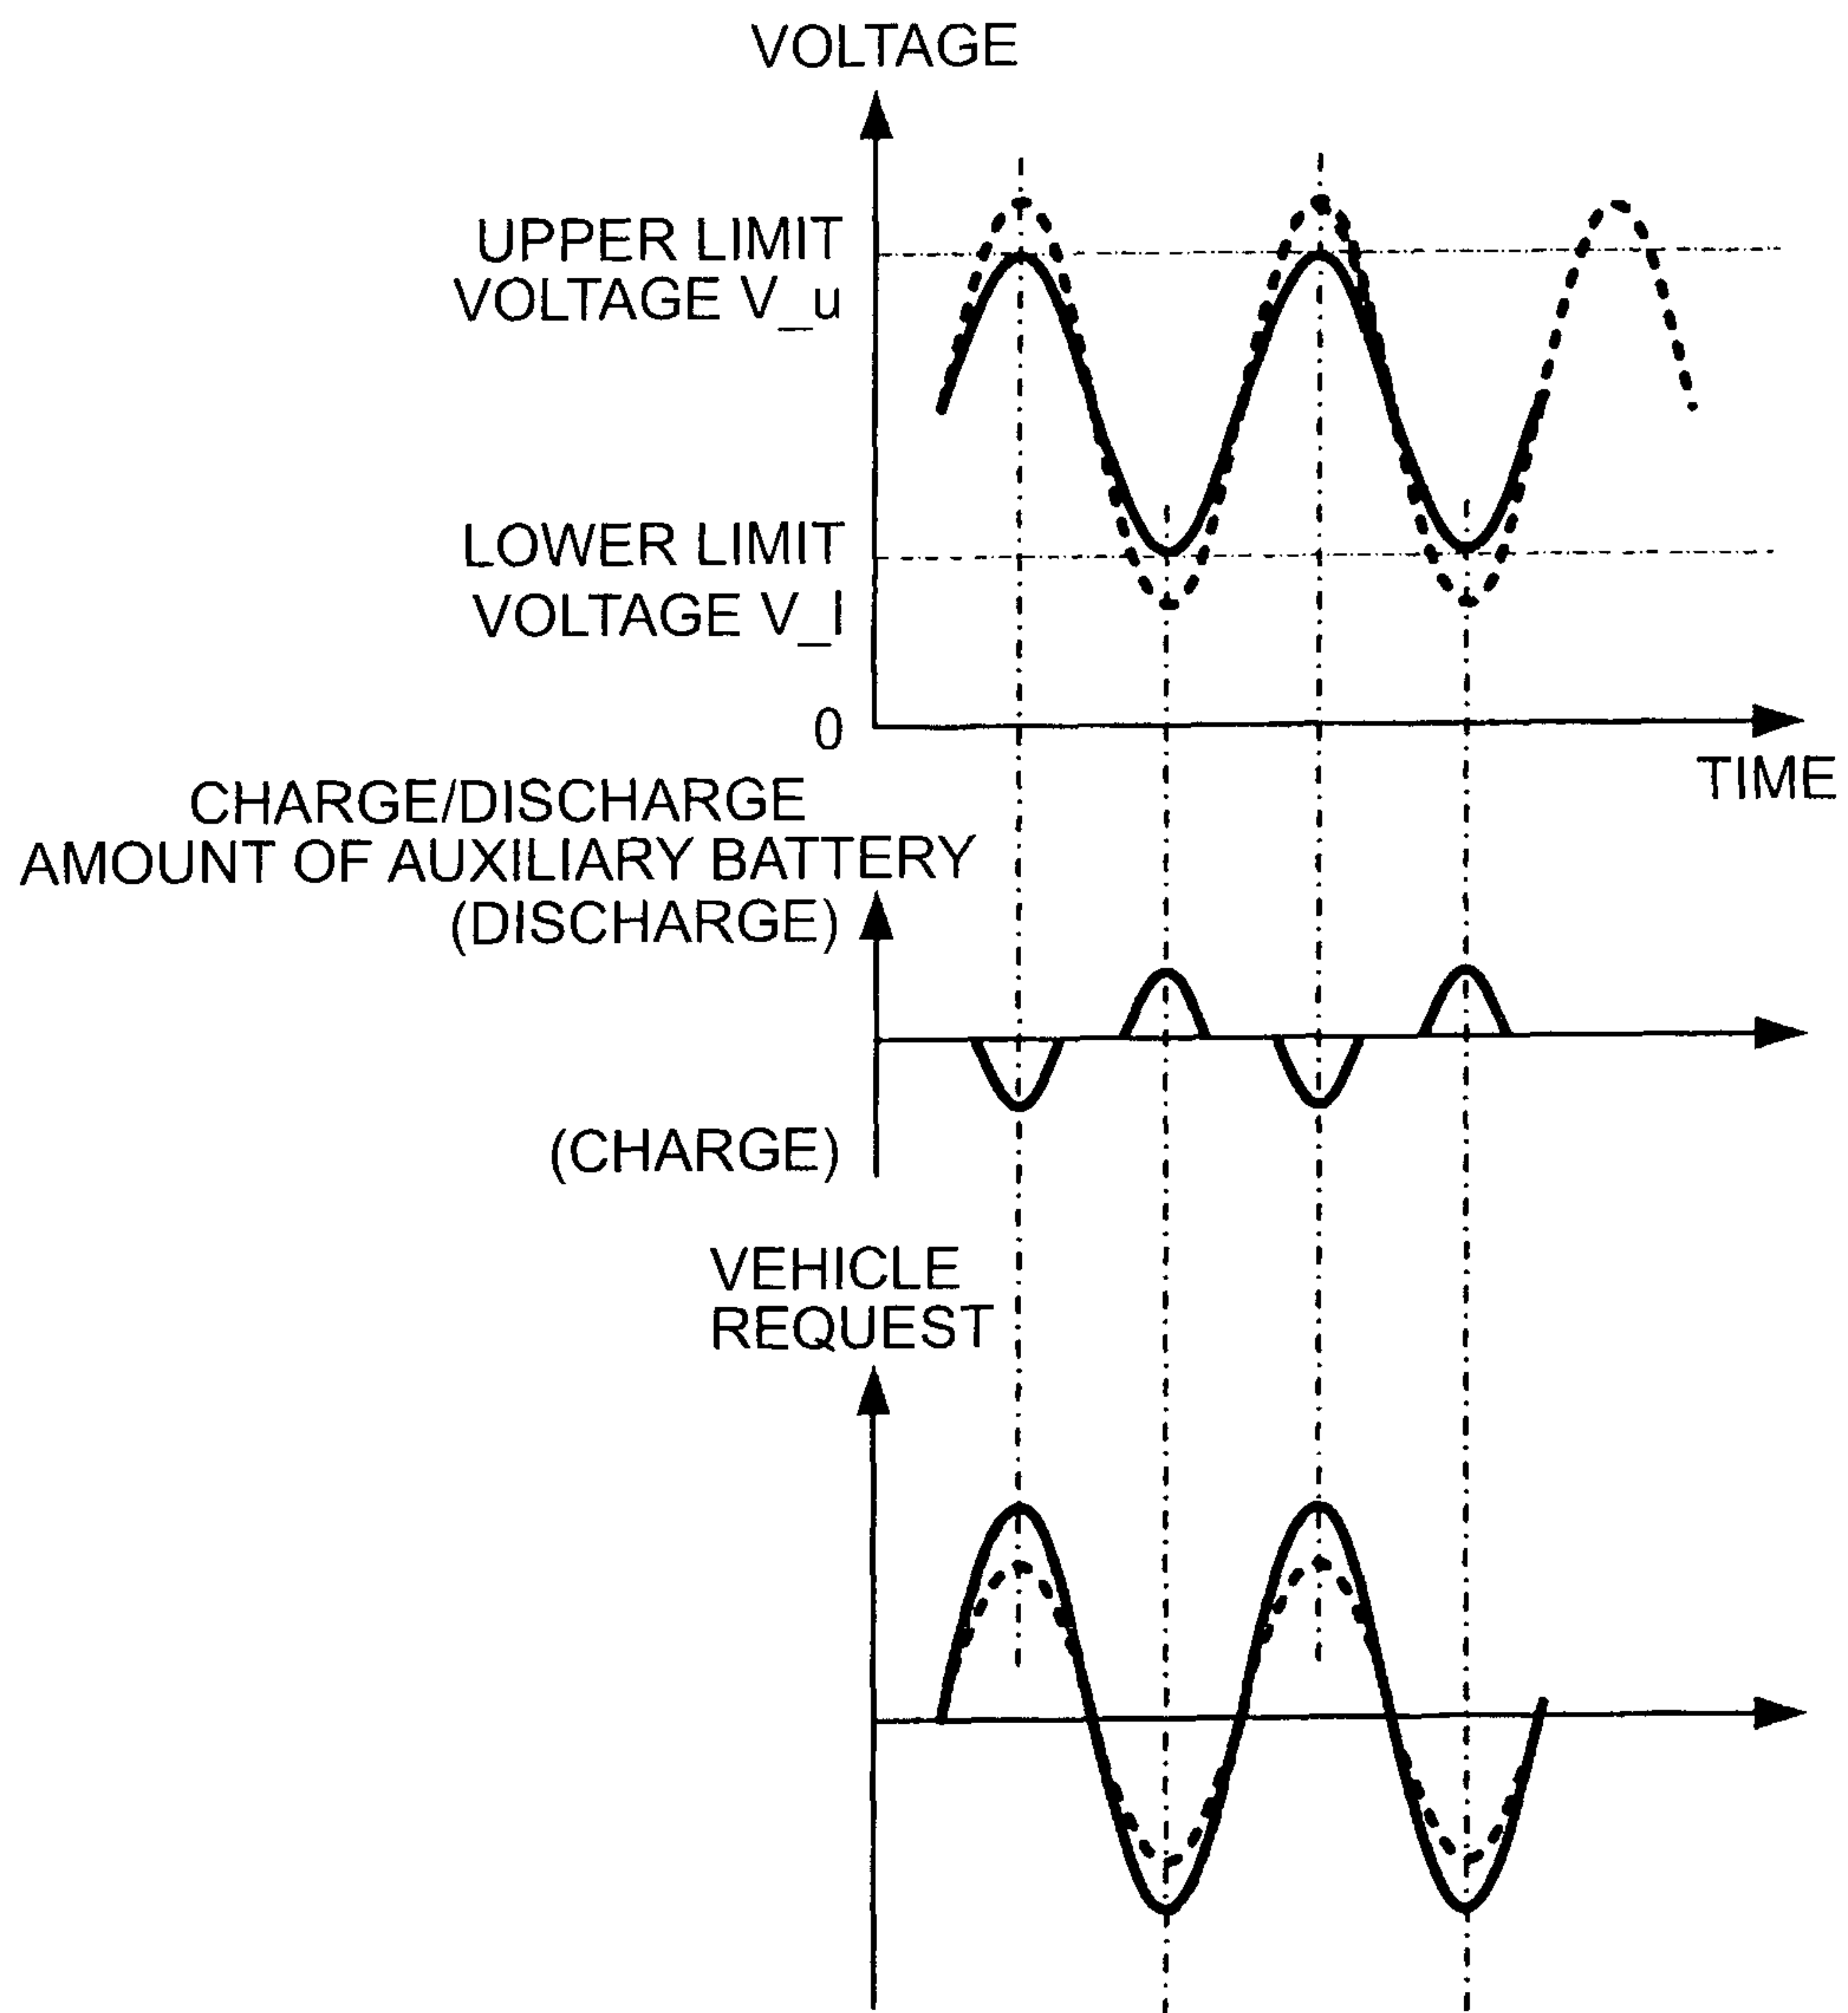 VOLTAGE
UPPER LIMIT
VOLTAGE V_u
LOWER LIMIT
VOLTAGE V_l
0
TIME
CHARGE/DISCHARGE
AMOUNT OF AUXILIARY BATTERY
(DISCHARGE)
(CHARGE)
VEHICLE
REQUEST